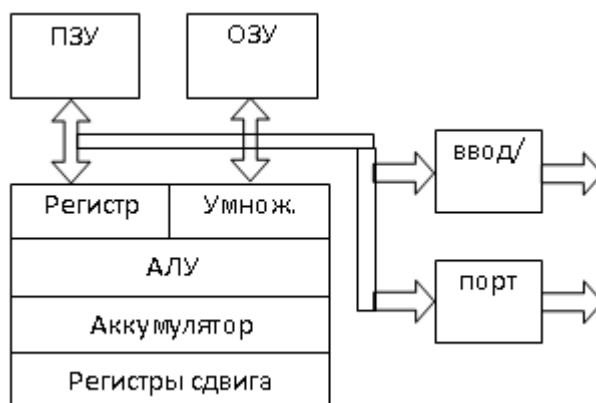 ПЗУ
ОЗУ
ввод/
Регистр
Умнож.
АЛУ
порт
Аккумулятор
Регистры сдвига